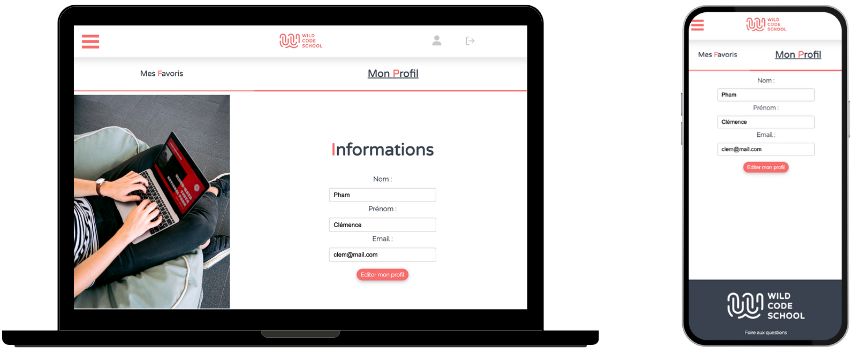 WILD
CODE
SCHOOL
Mes Favoris
Mon Profil
Informations
Nom :
Pham
Prénom :
Clémence
Email :
clem@mail.com
Editer mon profil
WILD
CODE
SCHOOL
Mes Favoris
Mon Profil
Nom :
Pham
Prénom :
Clémence
Email :
clem@mail.com
Editer mon profil
WILD
CODE
SCHOOL
Foire aux questions